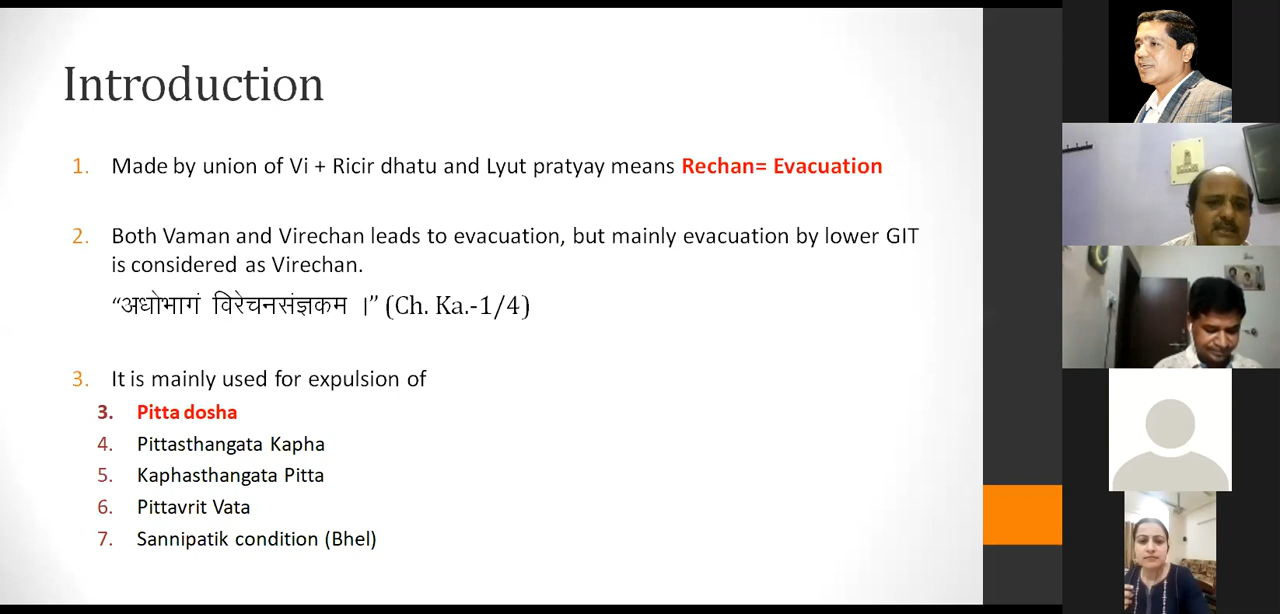 Introduction
1. Made by union of Vi + Ricir dhatu and Lyut pratyay means Rechan= Evacuation
2. Both Vaman and Virechan leads to evacuation, but mainly evacuation by lower GIT
is considered as Virechan.
“अधोभागं विरेचनसंज्ञकम ।” (Ch. Ka.-1/4)
3. It is mainly used for expulsion of
3. Pitta dosha
4. Pittasthangata Kapha
5. Kaphasthangata Pitta
6. Pittavrit Vata
7. Sannipatik condition (Bhel)